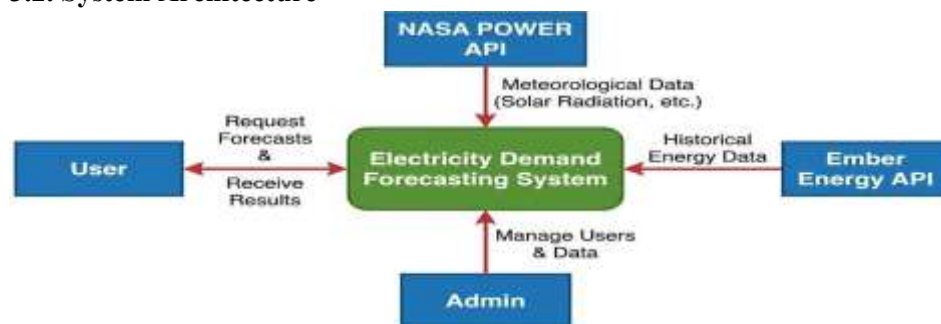 NASA POWER
API
Meteorological Data
(Solar Radiation, etc.)
Request
Forecasts
&
Receive
Results
User
Electricity Demand
Forecasting System
Historical
Energy Data
Ember
Energy API
Manage Users
& Data
Admin